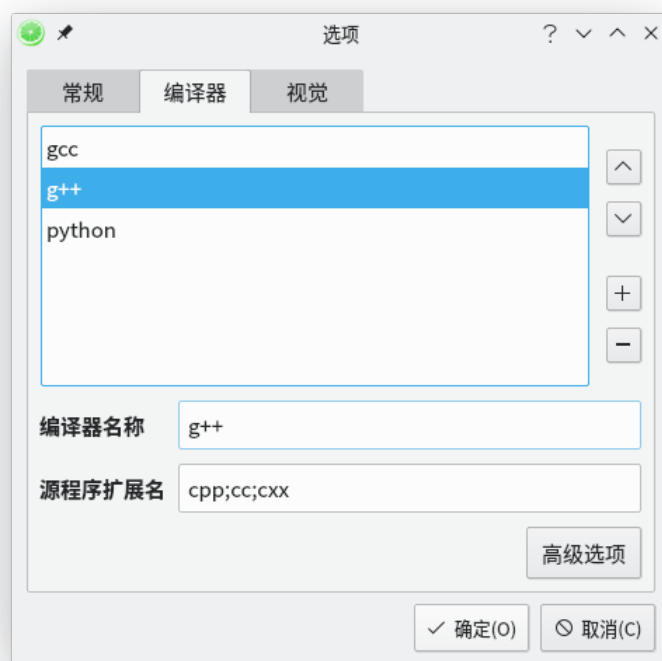 选项
常规 编译器 视觉
gcc
g++
python
编译器名称 g++
源程序扩展名 cpp;cc;cxx
高级选项
确定(O) 取消(C)